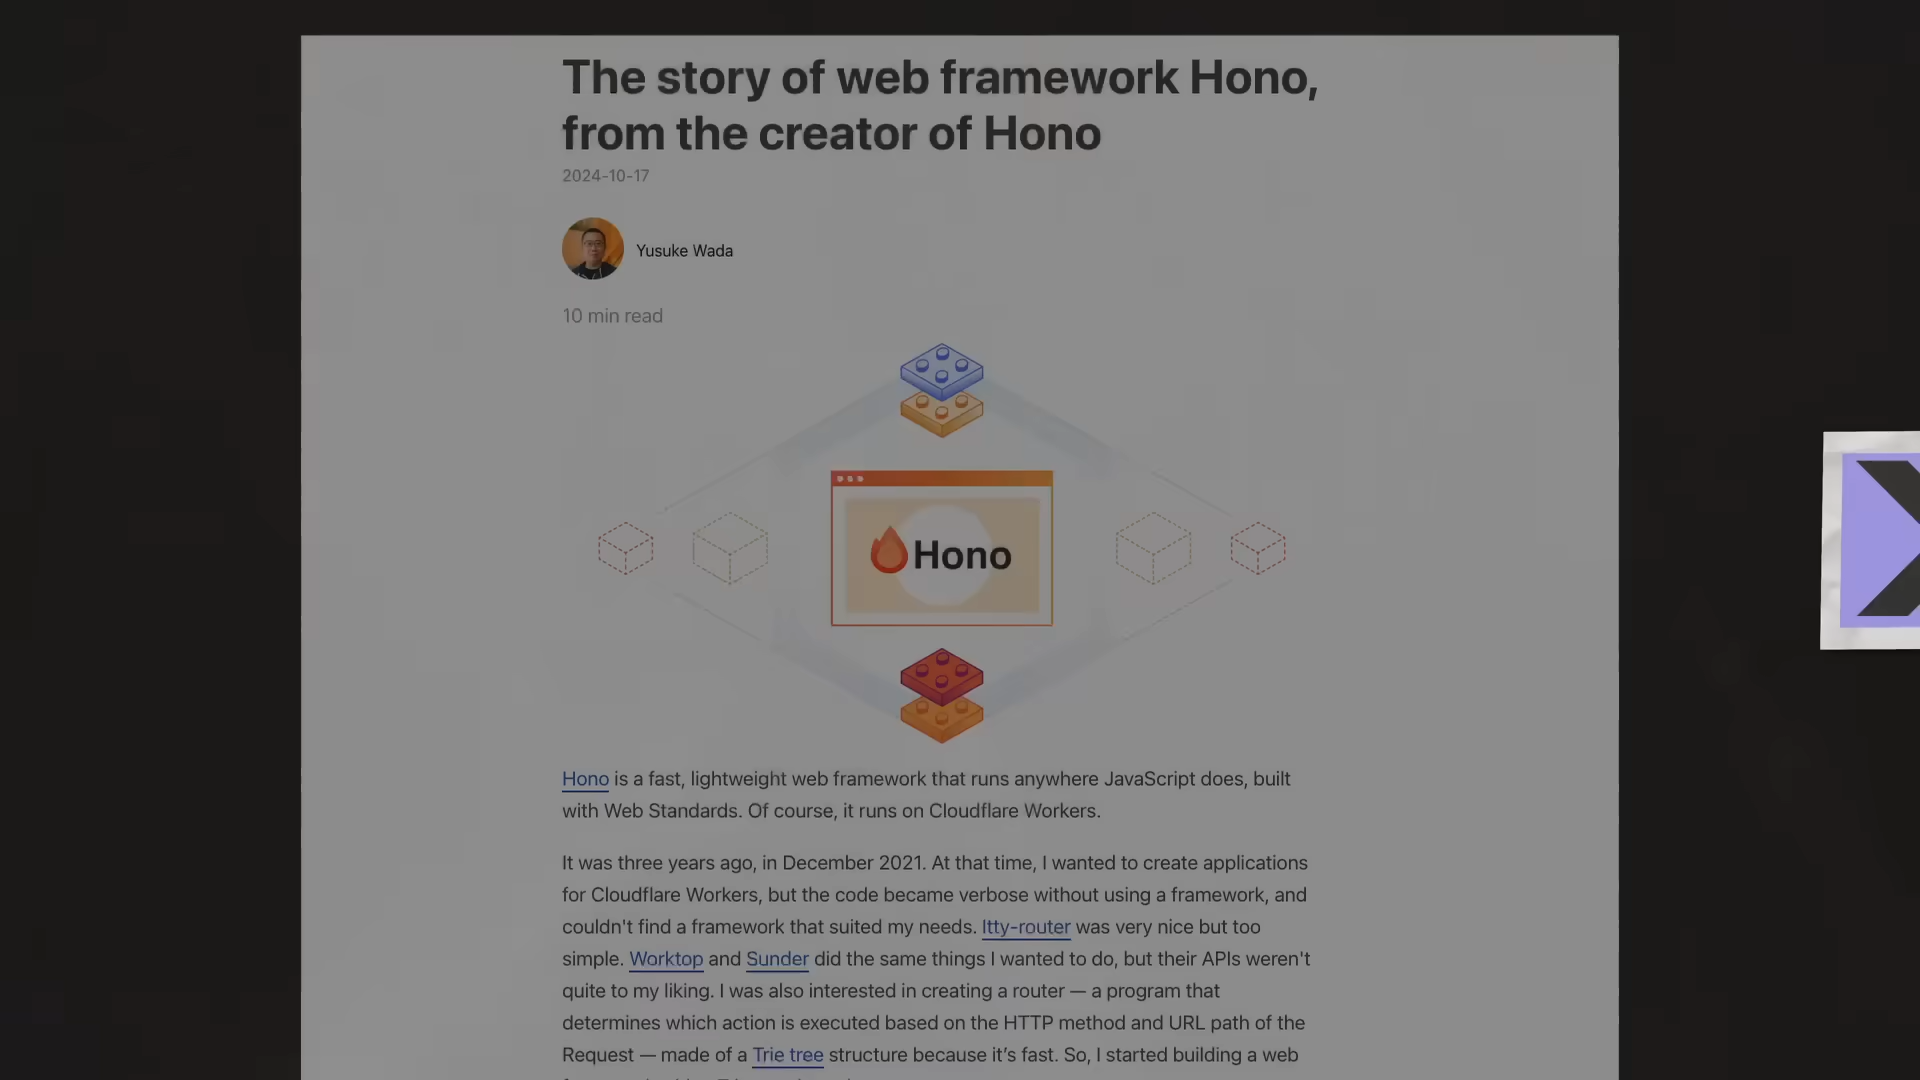 The story of web framework Hono,
from the creator of Hono
2024-10-17
Yusuke Wada
10 min read
Hono
Hono is a fast, lightweight web framework that runs anywhere JavaScript does, built
with Web Standards. Of course, it runs on Cloudflare Workers.
It was three years ago, in December 2021. At that time, I wanted to create applications
for Cloudflare Workers, but the code became verbose without using a framework, and
couldn't find a framework that suited my needs. Itty-router was very nice but too
simple. Worktop and Sunder did the same things I wanted to do, but their APIs weren't
quite to my liking. I was also interested in creating a router — a program that
determines which action is executed based on the HTTP method and URL path of the
Request — made of a Trie tree structure because it’s fast. So, I started building a web